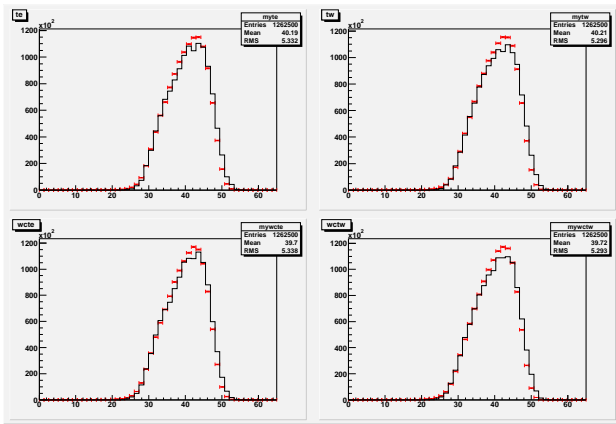 te
×10²
myte
Entries 1262500
Mean 40.19
RMS 5.332
1200
1000
800
600
400
200
0
0 10 20 30 40 50 60
tw
×10²
mytw
Entries 1262500
Mean 40.21
RMS 5.296
1200
1000
800
600
400
200
0
0 10 20 30 40 50 60
wcte
×10²
mywcte
Entries 1262500
Mean 39.7
RMS 5.338
1200
1000
800
600
400
200
0
0 10 20 30 40 50 60
wctw
×10²
mywctw
Entries 1262500
Mean 39.72
RMS 5.293
1200
1000
800
600
400
200
0
0 10 20 30 40 50 60